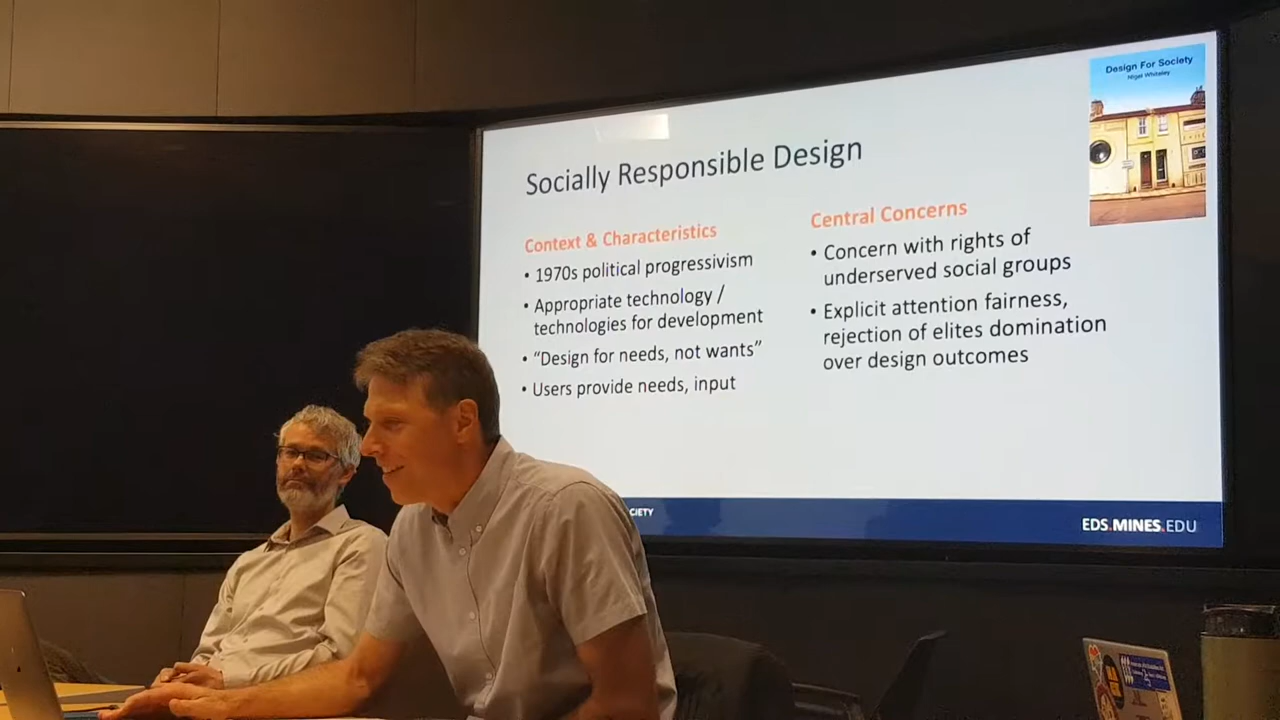 Design For Society
Nigel Whiteley
Socially Responsible Design
Context & Characteristics
• 1970s political progressivism
• Appropriate technology /
technologies for development
• “Design for needs, not wants”
• Users provide needs, input
Central Concerns
• Concern with rights of
underserved social groups
• Explicit attention fairness,
rejection of elites domination
over design outcomes
CIETY
EDS.MINES.EDU